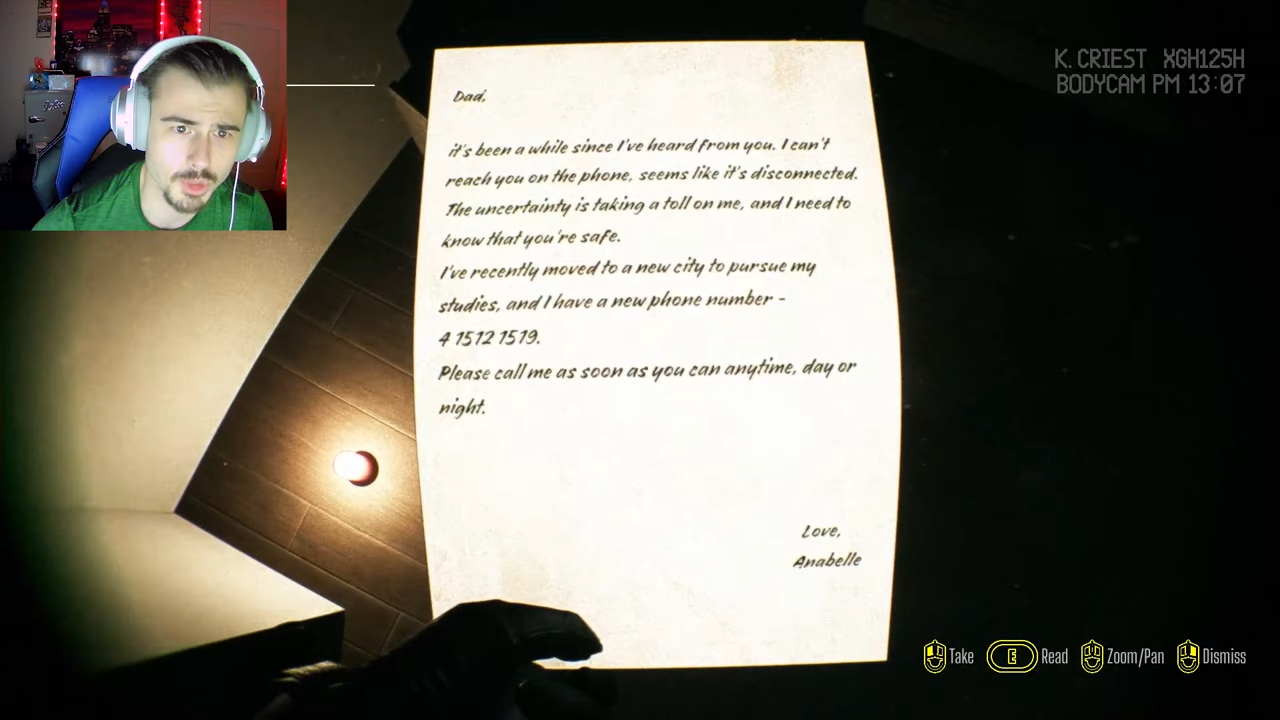 K. CRIEST XGH125H
BODYCAM PM 13:07
Dad,
it's been a while since I've heard from you. I can't
reach you on the phone, seems like it's disconnected.
The uncertainty is taking a toll on me, and I need to
know that you're safe.
I've recently moved to a new city to pursue my
studies, and I have a new phone number -
4 1512 1519.
Please call me as soon as you can anytime, day or
night.
Love,
Anabelle
Take E Read Zoom/Pan Dismiss